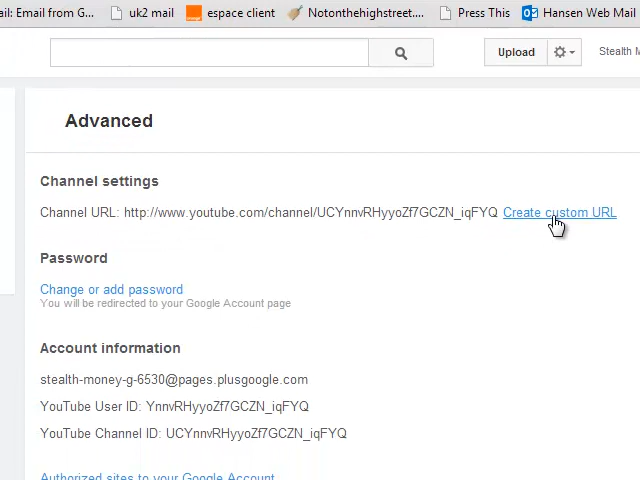 ail: Email from G... uk2 mail espace client Notonthehighstreet.... Press This Hansen Web Mail
Upload Stealth M
Advanced
Channel settings
Channel URL: http://www.youtube.com/channel/UCYnnvRHyyoZf7GCZN_iqFYQ Create custom URL
Password
Change or add password
You will be redirected to your Google Account page
Account information
stealth-money-g-6530@pages.plusgoogle.com
YouTube User ID: YnnvRHyyoZf7GCZN_iqFYQ
YouTube Channel ID: UCYnnvRHyyoZf7GCZN_iqFYQ
Authorized sites to your Google Account